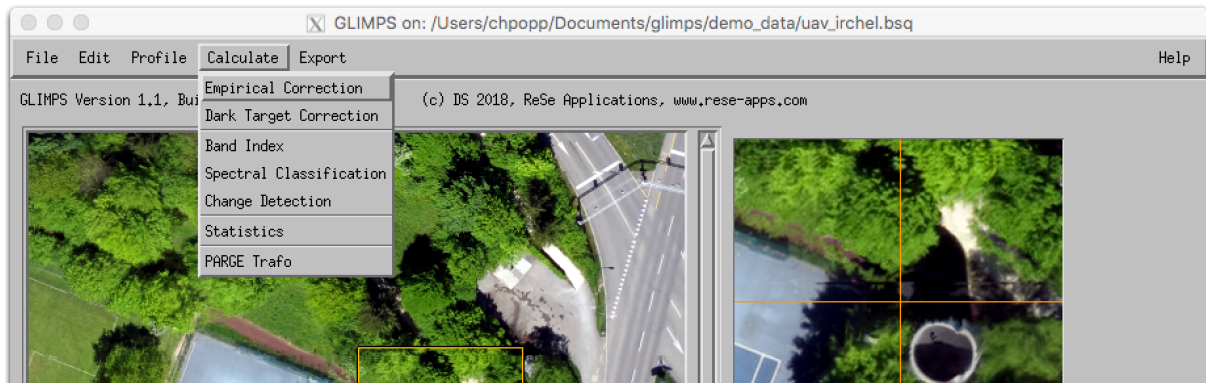 GLIMPS on: /Users/chpopp/Documents/glimps/demo_data/uav_irchel.bsq
File Edit Profile Calculate Export Help
GLIMPS Version 1.1, (c) DS 2018, ReSe Applications, www.rese-apps.com
Empirical Correction
Dark Target Correction
Band Index
Spectral Classification
Change Detection
Statistics
PARGE Trafo